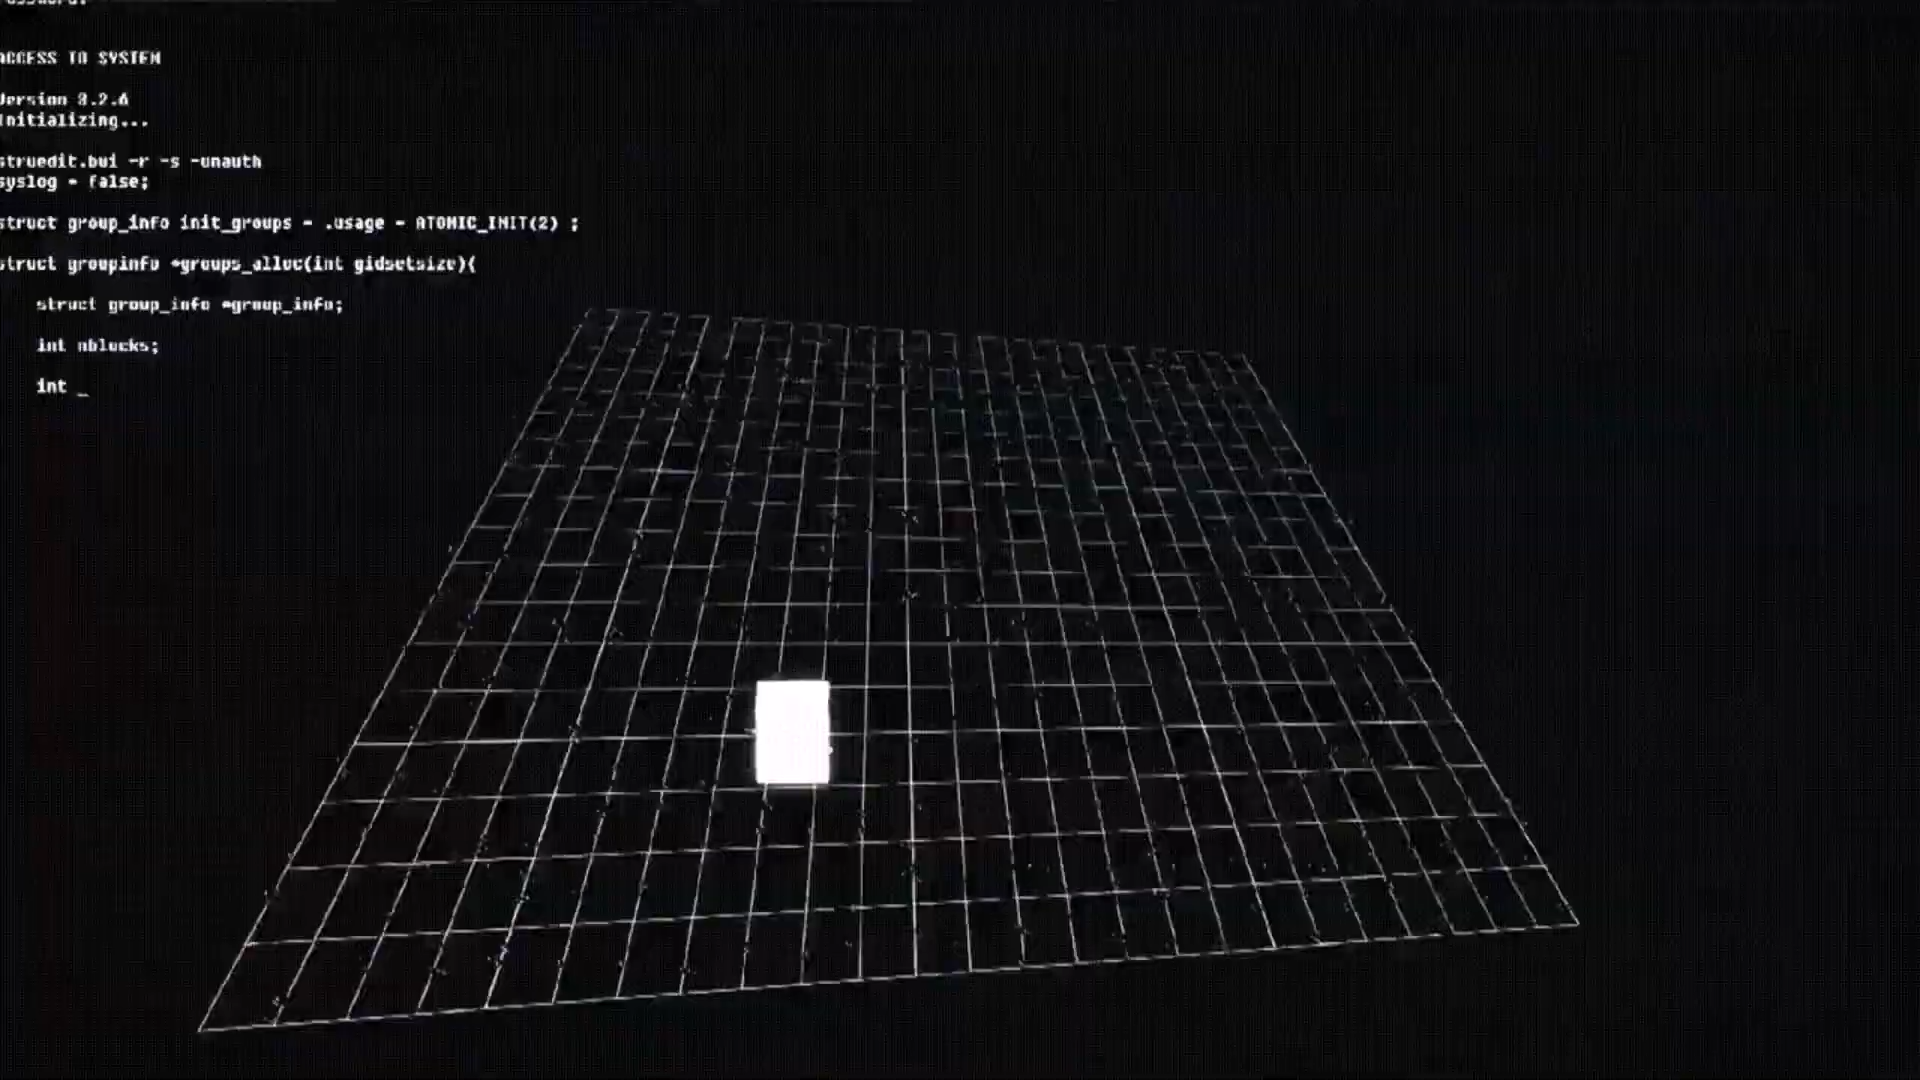 ACCESS TO SYSTEM
Version 3.2.6
Initializing...
struedit.bui -r -s -unauth
syslog = false;
struct group_info init_groups = .usage = ATOMIC_INIT(2) ;
struct groupinfo *groups_alloc(int gidsetsize){
struct group_info *group_info;
int nblocks;
int _